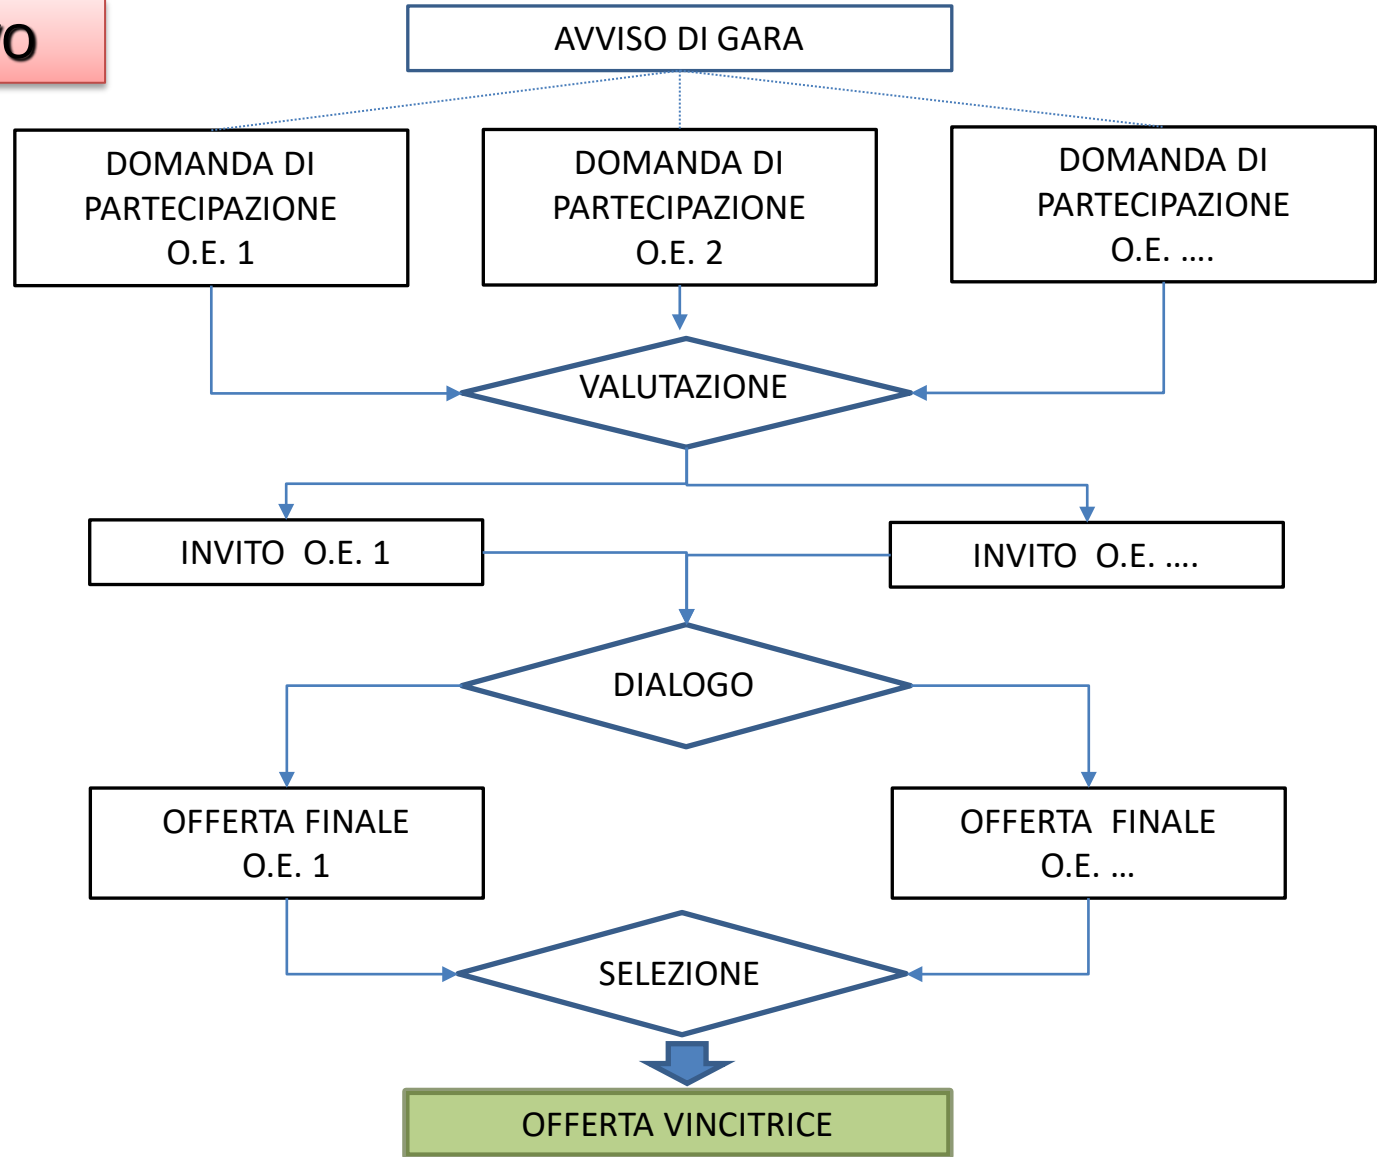 VO
AVVISO DI GARA
DOMANDA DI
PARTECIPAZIONE
O.E. 1
DOMANDA DI
PARTECIPAZIONE
O.E. 2
DOMANDA DI
PARTECIPAZIONE
O.E. ....
VALUTAZIONE
INVITO O.E. 1
INVITO O.E. ....
DIALOGO
OFFERTA FINALE
O.E. 1
OFFERTA FINALE
O.E. ...
SELEZIONE
OFFERTA VINCITRICE